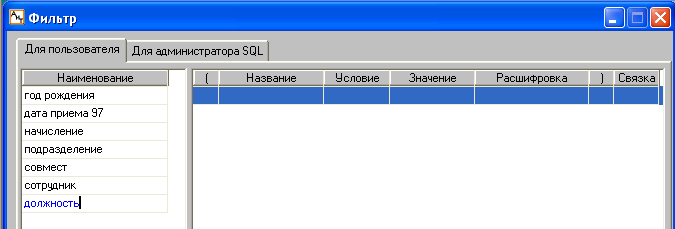 Фильтр
Для пользователя Для администратора SQL
Наименование ( Название Условие Значение Расшифровка ) Связка
год рождения
дата приема 97
начисление
подразделение
совмест
сотрудник
должность